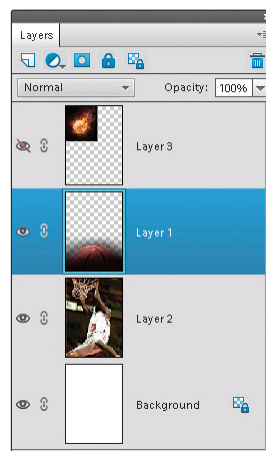 Layers
Normal Opacity: 100%
Layer 3
Layer 1
Layer 2
Background